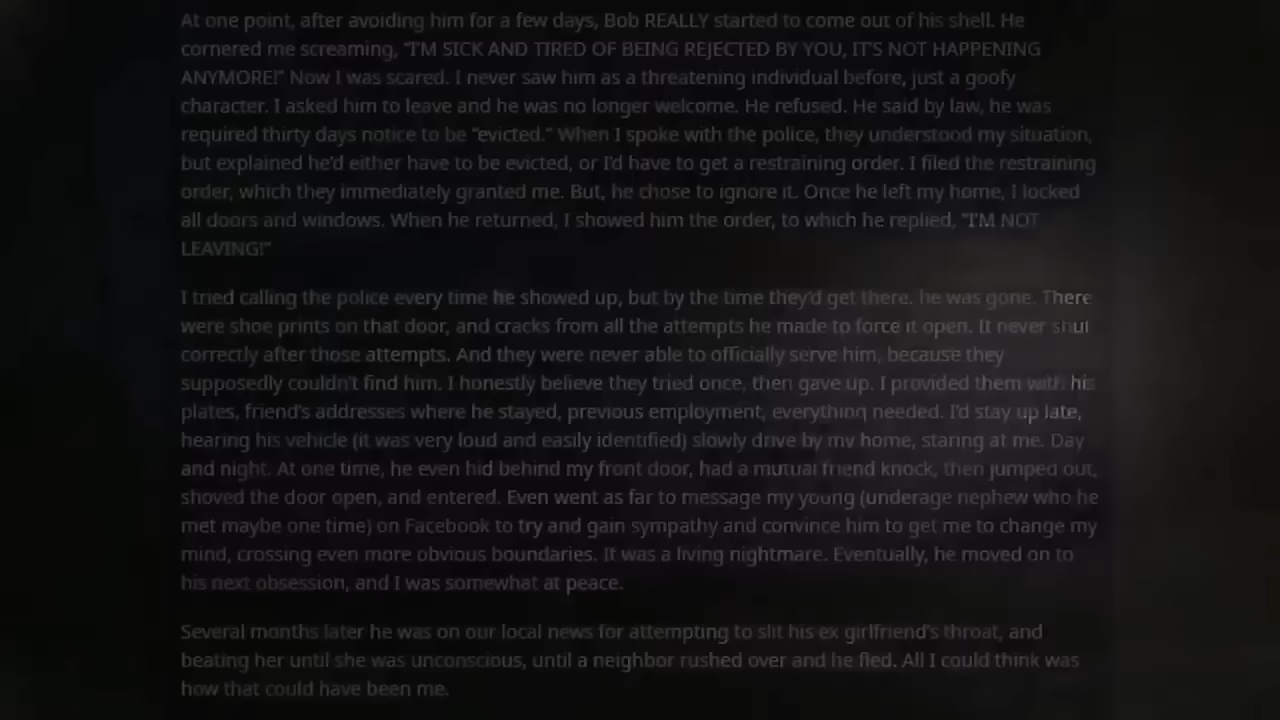 At one point, after avoiding him for a few days, Bob REALLY started to come out of his shell. He
cornered me screaming, "I'M SICK AND TIRED OF BEING REJECTED BY YOU, IT'S NOT HAPPENING
ANYMORE!" Now I was scared. I never saw him as a threatening individual before, just a goofy
character. I asked him to leave and he was no longer welcome. He refused. He said by law, he was
required thirty days notice to be "evicted." When I spoke with the police, they understood my situation,
but explained he'd either have to be evicted, or I'd have to get a restraining order. I filed the restraining
order, which they immediately granted me. But, he chose to ignore it. Once he left my home, I locked
all doors and windows. When he returned, I showed him the order, to which he replied, "I'M NOT
LEAVING!"
I tried calling the police every time he showed up, but by the time they'd get there. he was gone. There
were shoe prints on that door, and cracks from all the attempts he made to force it open. It never shut
correctly after those attempts. And they were never able to officially serve him, because they
supposedly couldn't find him. I honestly believe they tried once, then gave up. I provided them with his
plates, friend's addresses where he stayed, previous employment, everything needed. I'd stay up late,
hearing his vehicle (it was very loud and easily identified) slowly drive by my home, staring at me. Day
and night. At one time, he even hid behind my front door, had a mutual friend knock, then jumped out,
shoved the door open, and entered. Even went as far to message my young (underage nephew who he
met maybe one time) on Facebook to try and gain sympathy and convince him to get me to change my
mind, crossing even more obvious boundaries. It was a living nightmare. Eventually, he moved on to
his next obsession, and I was somewhat at peace.
Several months later he was on our local news for attempting to slit his ex girlfriend's throat, and
beating her until she was unconscious, until a neighbor rushed over and he fled. All I could think was
how that could have been me.